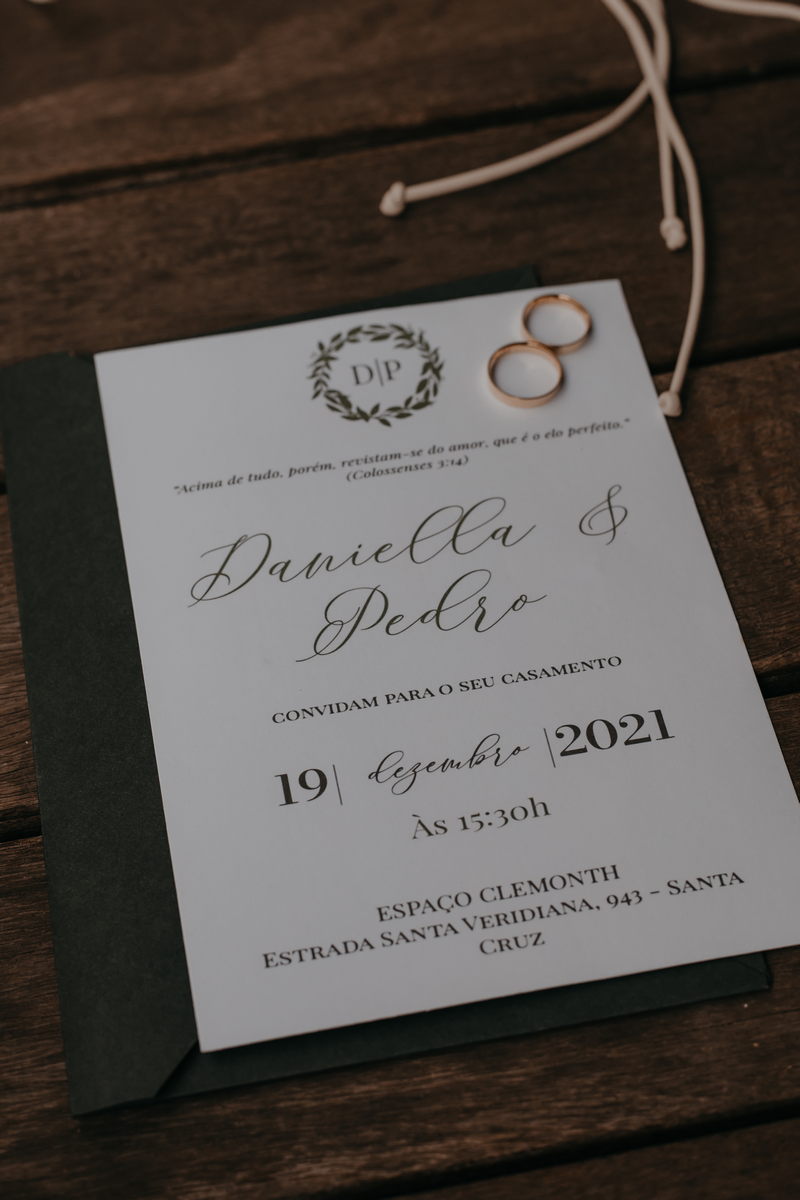 D|P
"Acima de tudo, porém, revistam-se do amor, que é o elo perfeito."
(Colossenses 3:14)
Daniella &
Pedro
CONVIDAM PARA O SEU CASAMENTO
19| dezembro |2021
Às 15:30h
ESPAÇO CLEMONTH
ESTRADA SANTA VERIDIANA, 943 - SANTA
CRUZ